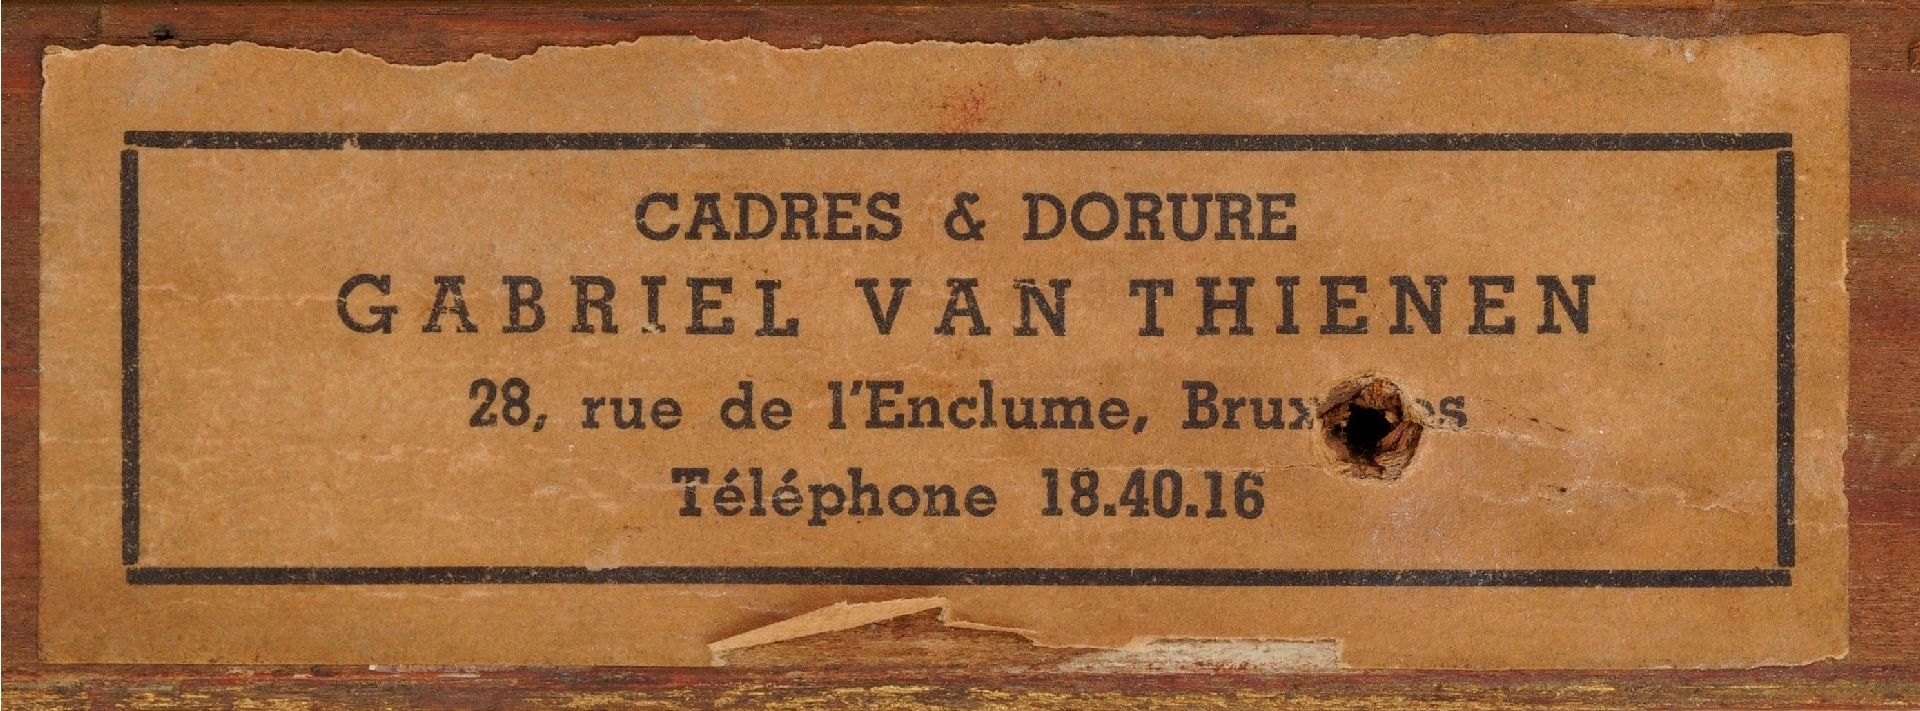 CADRES & DORURE
GABRIEL VAN THIENEN
28, rue de l'Enclume,
Téléphone 18.40.16